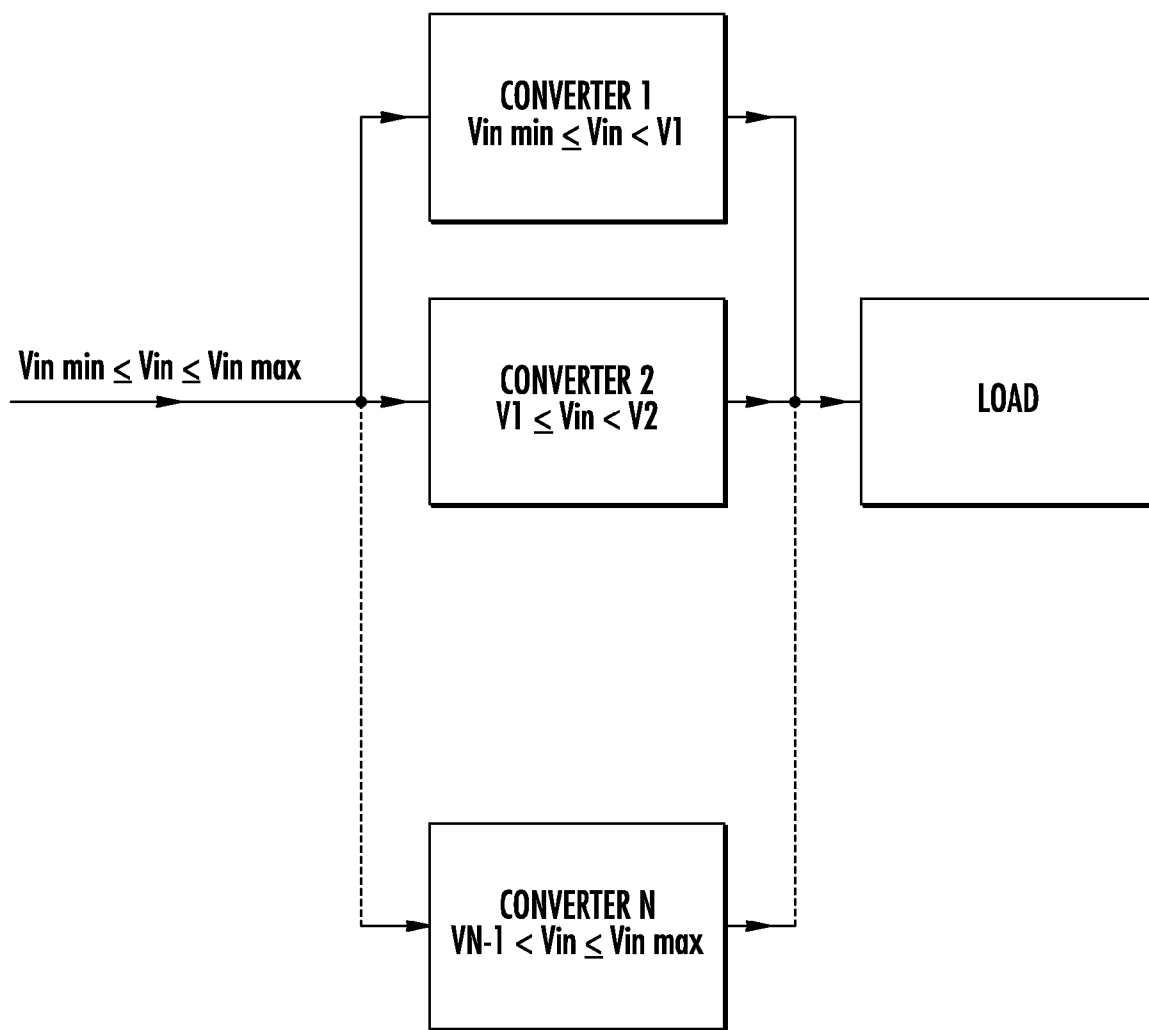 CONVERTER 1
Vin min ≤ Vin < V1
Vin min ≤ Vin ≤ Vin max
CONVERTER 2
V1 ≤ Vin < V2
LOAD
CONVERTER N
VN-1 < Vin ≤ Vin max